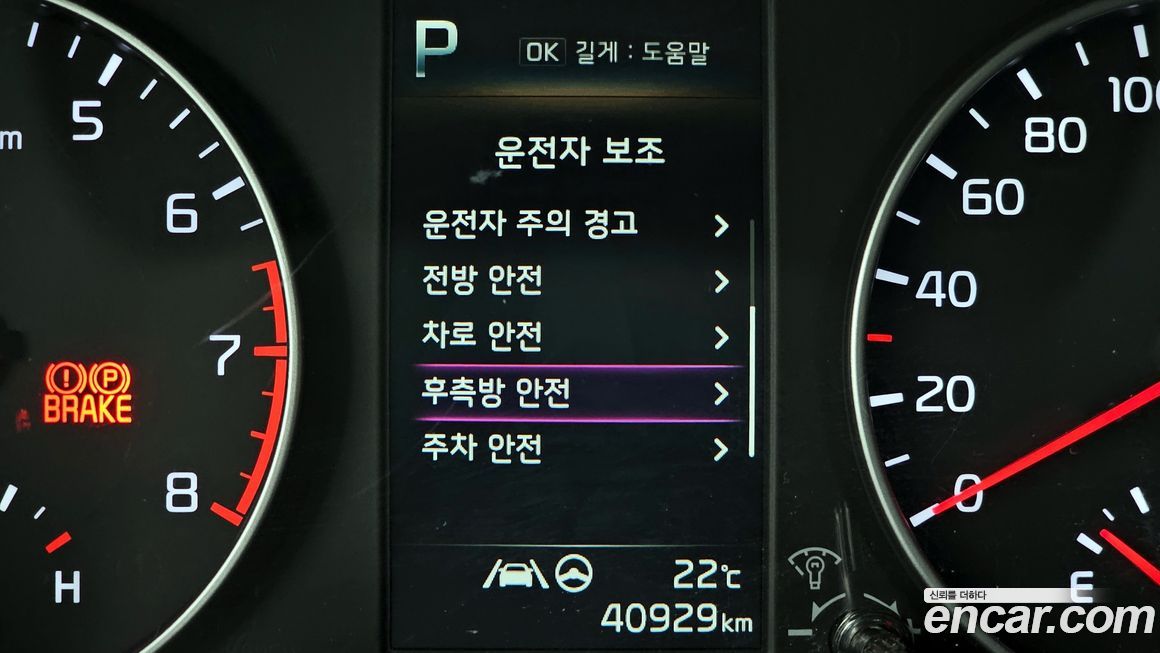 P
OK 길게 : 도움말
운전자 보조
운전자 주의 경고
전방 안전
차로 안전
후측방 안전
주차 안전
22℃
40929km
m
5
6
7
8
H
(!) (P)
BRAKE
100
80
60
40
20
0
E
신뢰를 더하다
encar.com